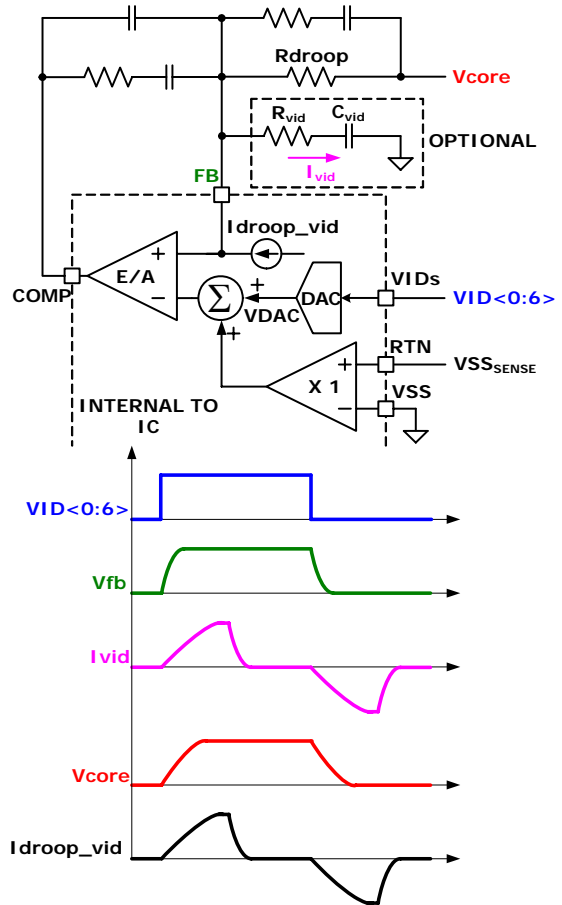 Rdroop
Vcore
Rvid
Cvid
OPTIONAL
Ivid
FB
Idroop_vid
+
E/A
−
COMP
Σ
+
+
VDAC
DAC
VIDs
VID<0:6>
RTN
VSSSENSE
+
X 1
−
VSS
INTERNAL TO
IC
VID<0:6>
Vfb
Ivid
Vcore
Idroop_vid